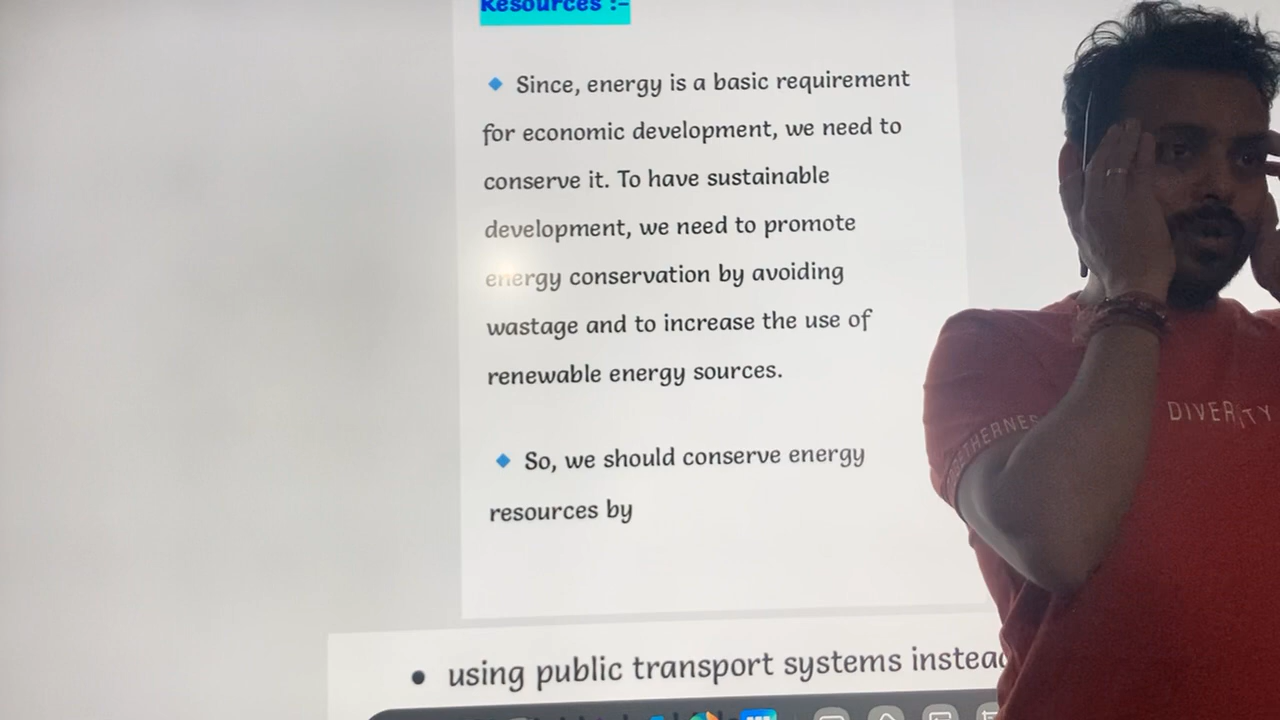 Resources :-
Since, energy is a basic requirement
for economic development, we need to
conserve it. To have sustainable
development, we need to promote
energy conservation by avoiding
wastage and to increase the use of
renewable energy sources.
So, we should conserve energy
resources by
using public transport systems
DIVERITY